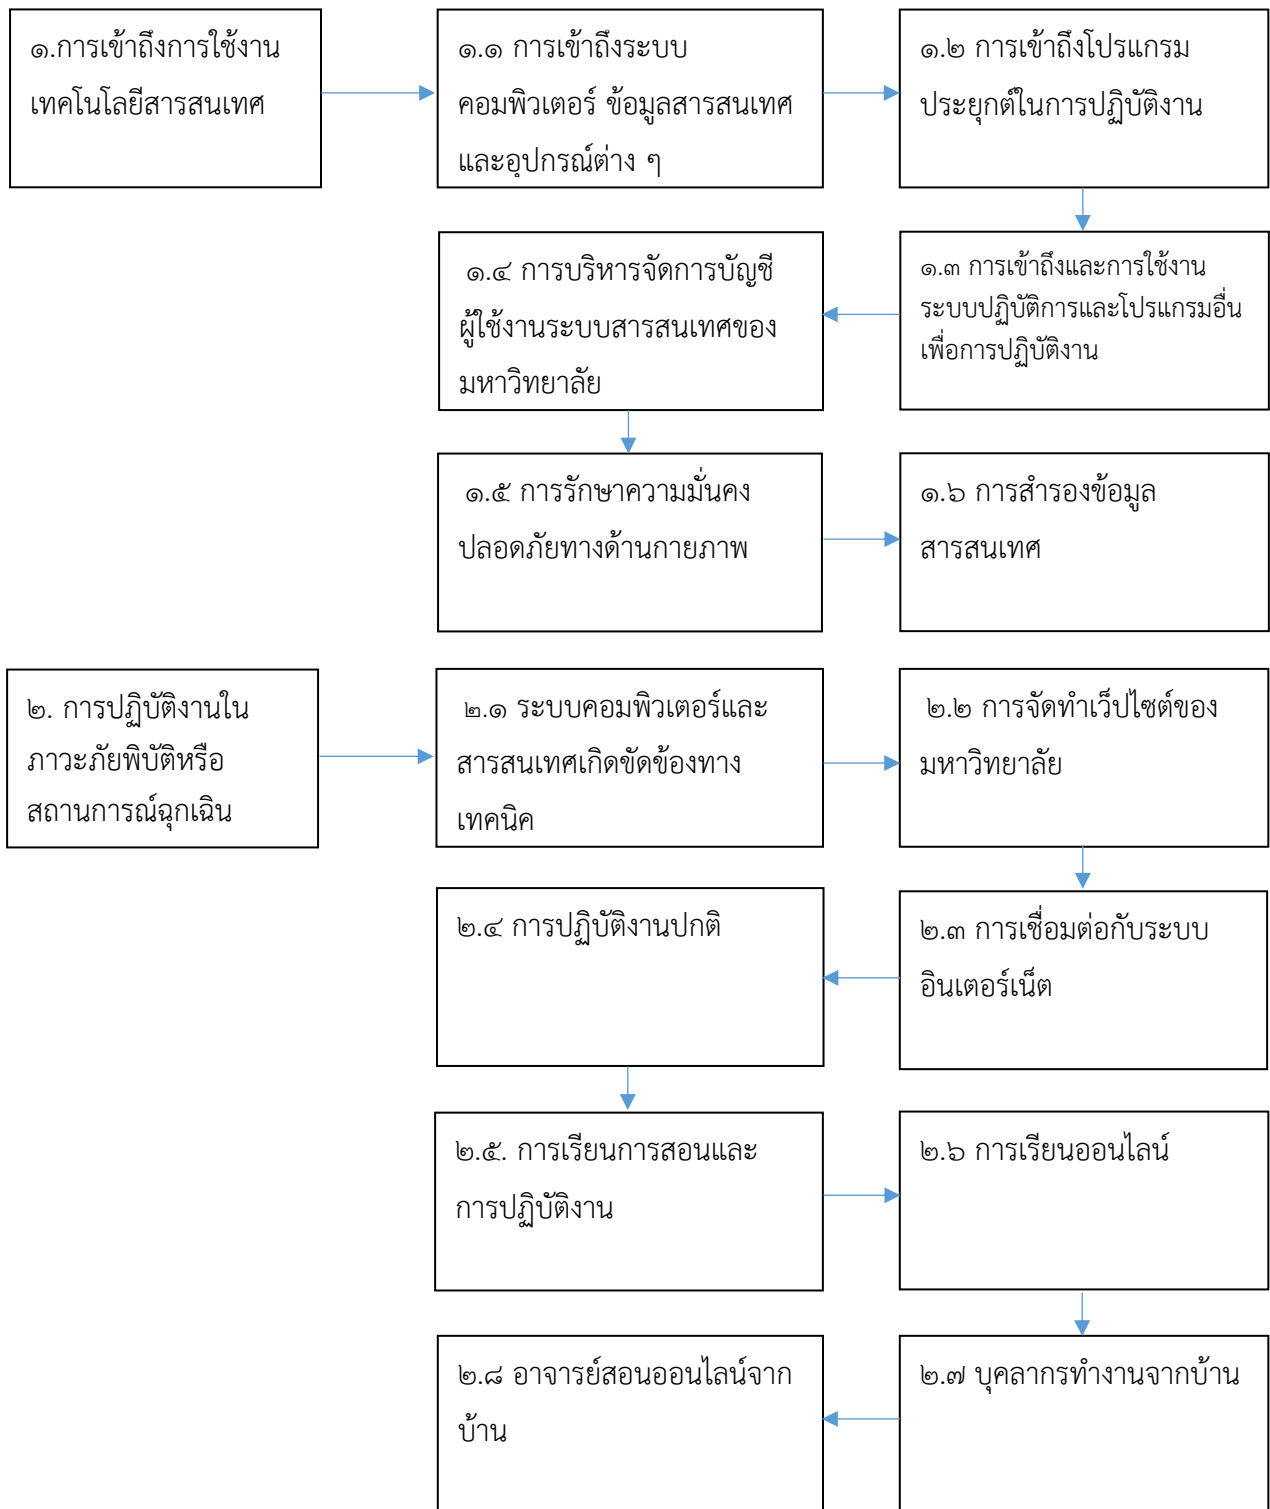 ๑.การเข้าถึงการใช้งาน
เทคโนโลยีสารสนเทศ
๑.๑ การเข้าถึงระบบ
คอมพิวเตอร์ ข้อมูลสารสนเทศ
และอุปกรณ์ต่าง ๆ
๑.๒ การเข้าถึงโปรแกรม
ประยุกต์ในการปฏิบัติงาน
๑.๓ การเข้าถึงและการใช้งาน
ระบบปฏิบัติการและโปรแกรมอื่น
เพื่อการปฏิบัติงาน
๑.๔ การบริหารจัดการบัญชี
ผู้ใช้งานระบบสารสนเทศของ
มหาวิทยาลัย
๑.๕ การรักษาความมั่นคง
ปลอดภัยทางด้านกายภาพ
๑.๖ การสำรองข้อมูล
สารสนเทศ
๒. การปฏิบัติงานใน
ภาวะภัยพิบัติหรือ
สถานการณ์ฉุกเฉิน
๒.๑ ระบบคอมพิวเตอร์และ
สารสนเทศเกิดขัดข้องทาง
เทคนิค
๒.๒ การจัดทำเว็ปไซต์ของ
มหาวิทยาลัย
๒.๓ การเชื่อมต่อกับระบบ
อินเตอร์เน็ต
๒.๔ การปฏิบัติงานปกติ
๒.๕. การเรียนการสอนและ
การปฏิบัติงาน
๒.๖ การเรียนออนไลน์
๒.๗ บุคลากรทำงานจากบ้าน
๒.๘ อาจารย์สอนออนไลน์จาก
บ้าน